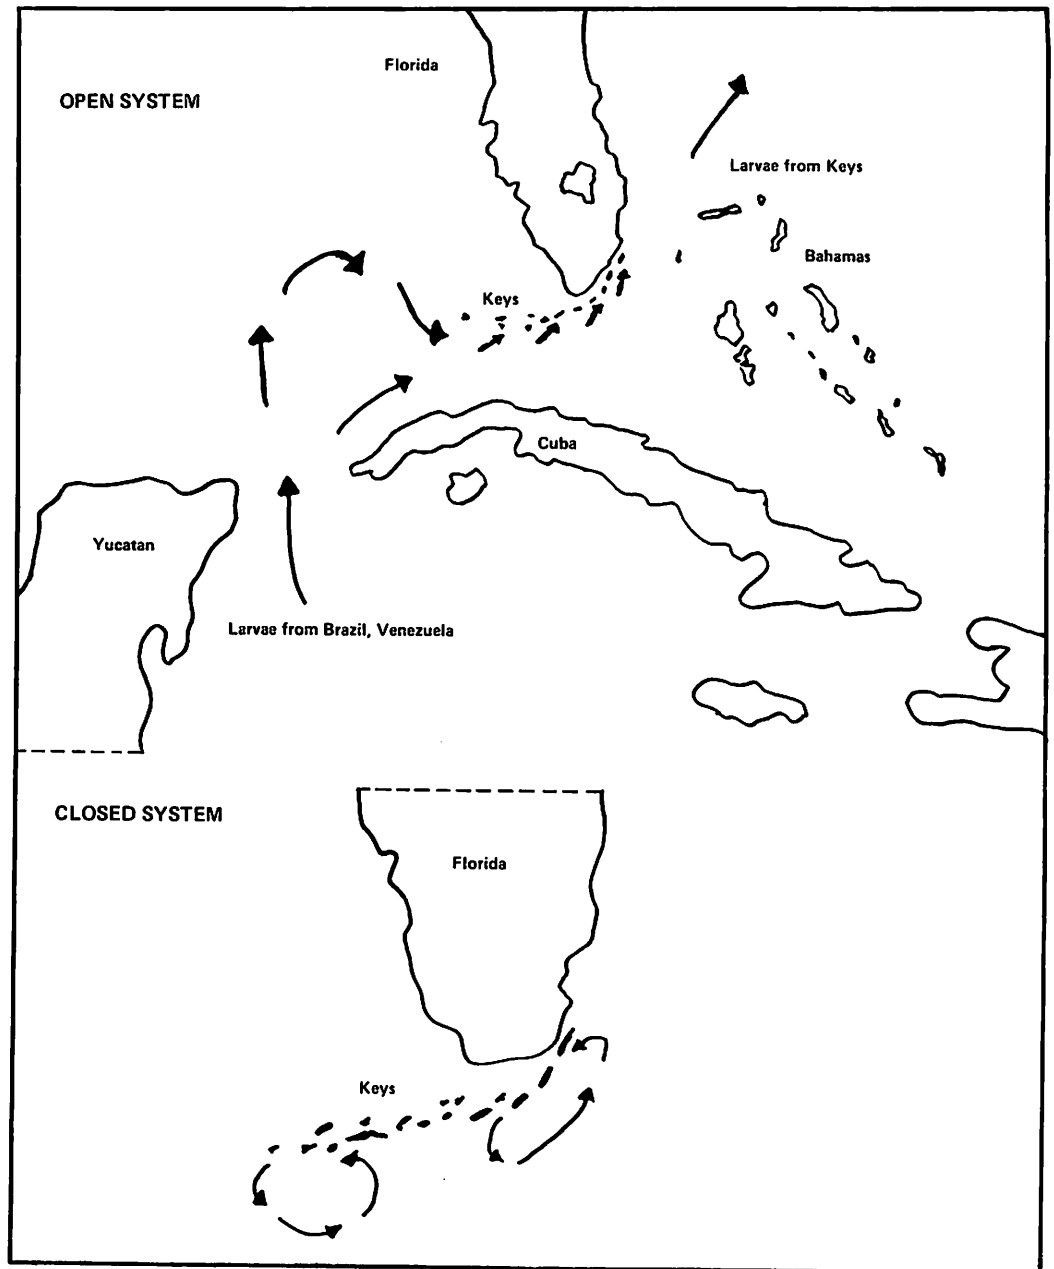 Florida
OPEN SYSTEM
Larvae from Keys
Bahamas
Keys
Cuba
Yucatan
Larvae from Brazil, Venezuela
CLOSED SYSTEM
Florida
Keys